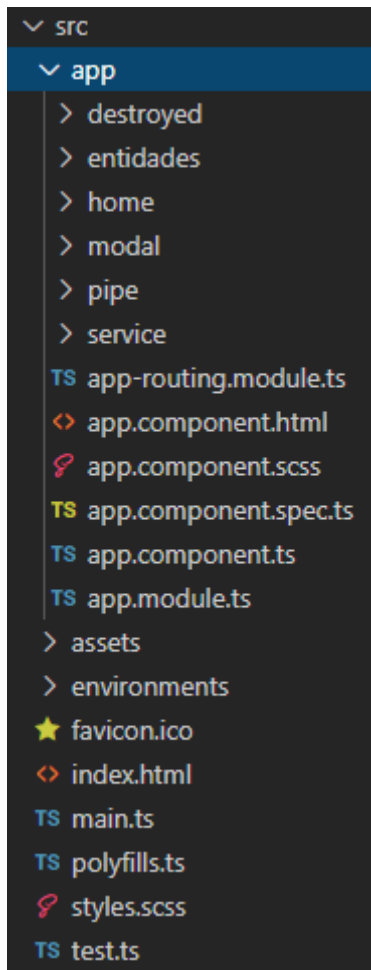 src
app
destroyed
entidades
home
modal
pipe
service
TS app-routing.module.ts
<> app.component.html
app.component.scss
TS app.component.spec.ts
TS app.component.ts
TS app.module.ts
assets
environments
favicon.ico
<> index.html
TS main.ts
TS polyfills.ts
styles.scss
TS test.ts